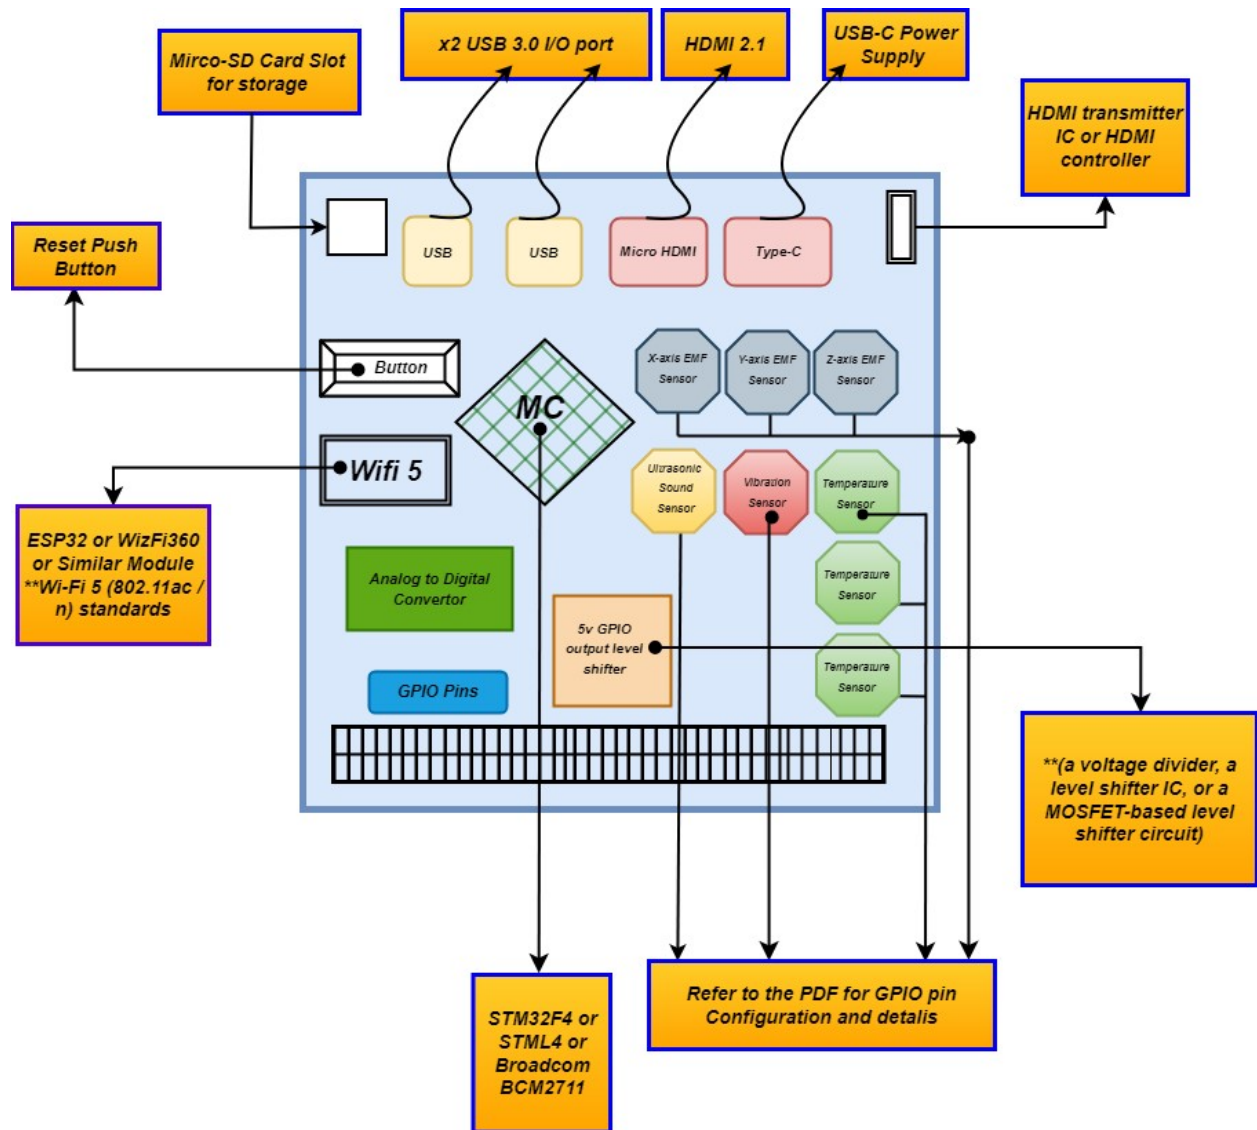 x2 USB 3.0 I/O port
HDMI 2.1
USB-C Power
Supply
Mirco-SD Card Slot
for storage
HDMI transmitter
IC or HDMI
controller
Reset Push
Button
USB
USB
Micro HDMI
Type-C
Button
MC
X-axis EMF
Sensor
Y-axis EMF
Sensor
Z-axis EMF
Sensor
Wifi 5
Ultrasonic
Sound
Sensor
Vibration
Sensor
Temperature
Sensor
ESP32 or WizFi360
or Similar Module
**Wi-Fi 5 (802.11ac /
n) standards
Analog to Digital
Convertor
5v GPIO
output level
shifter
Temperature
Sensor
Temperature
Sensor
GPIO Pins
**(a voltage divider, a
level shifter IC, or a
MOSFET-based level
shifter circuit)
STM32F4 or
STML4 or
Broadcom
BCM2711
Refer to the PDF for GPIO pin
Configuration and detalis